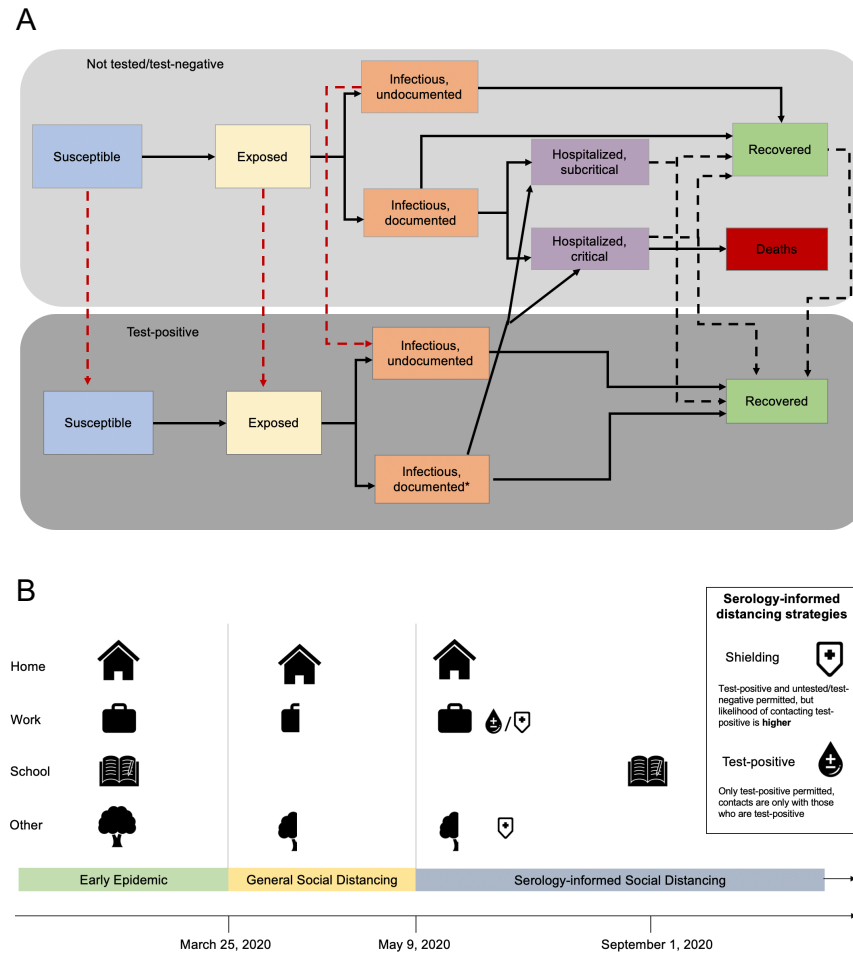 A
Not tested/test-negative
Infectious,
undocumented
Susceptible
Exposed
Hospitalized,
subcritical
Recovered
Infectious,
documented
Hospitalized,
critical
Deaths
Test-positive
Infectious,
undocumented
Susceptible
Exposed
Recovered
Infectious,
documented*
B
Serology-informed
distancing strategies
Shielding
Test-positive and untested/test-
negative permitted, but
likelihood of contacting test-
positive is higher
Test-positive
Only test-positive permitted,
contacts are only with those
who are test-positive
Home
Work
/
School
Other
Early Epidemic
General Social Distancing
Serology-informed Social Distancing
March 25, 2020
May 9, 2020
September 1, 2020